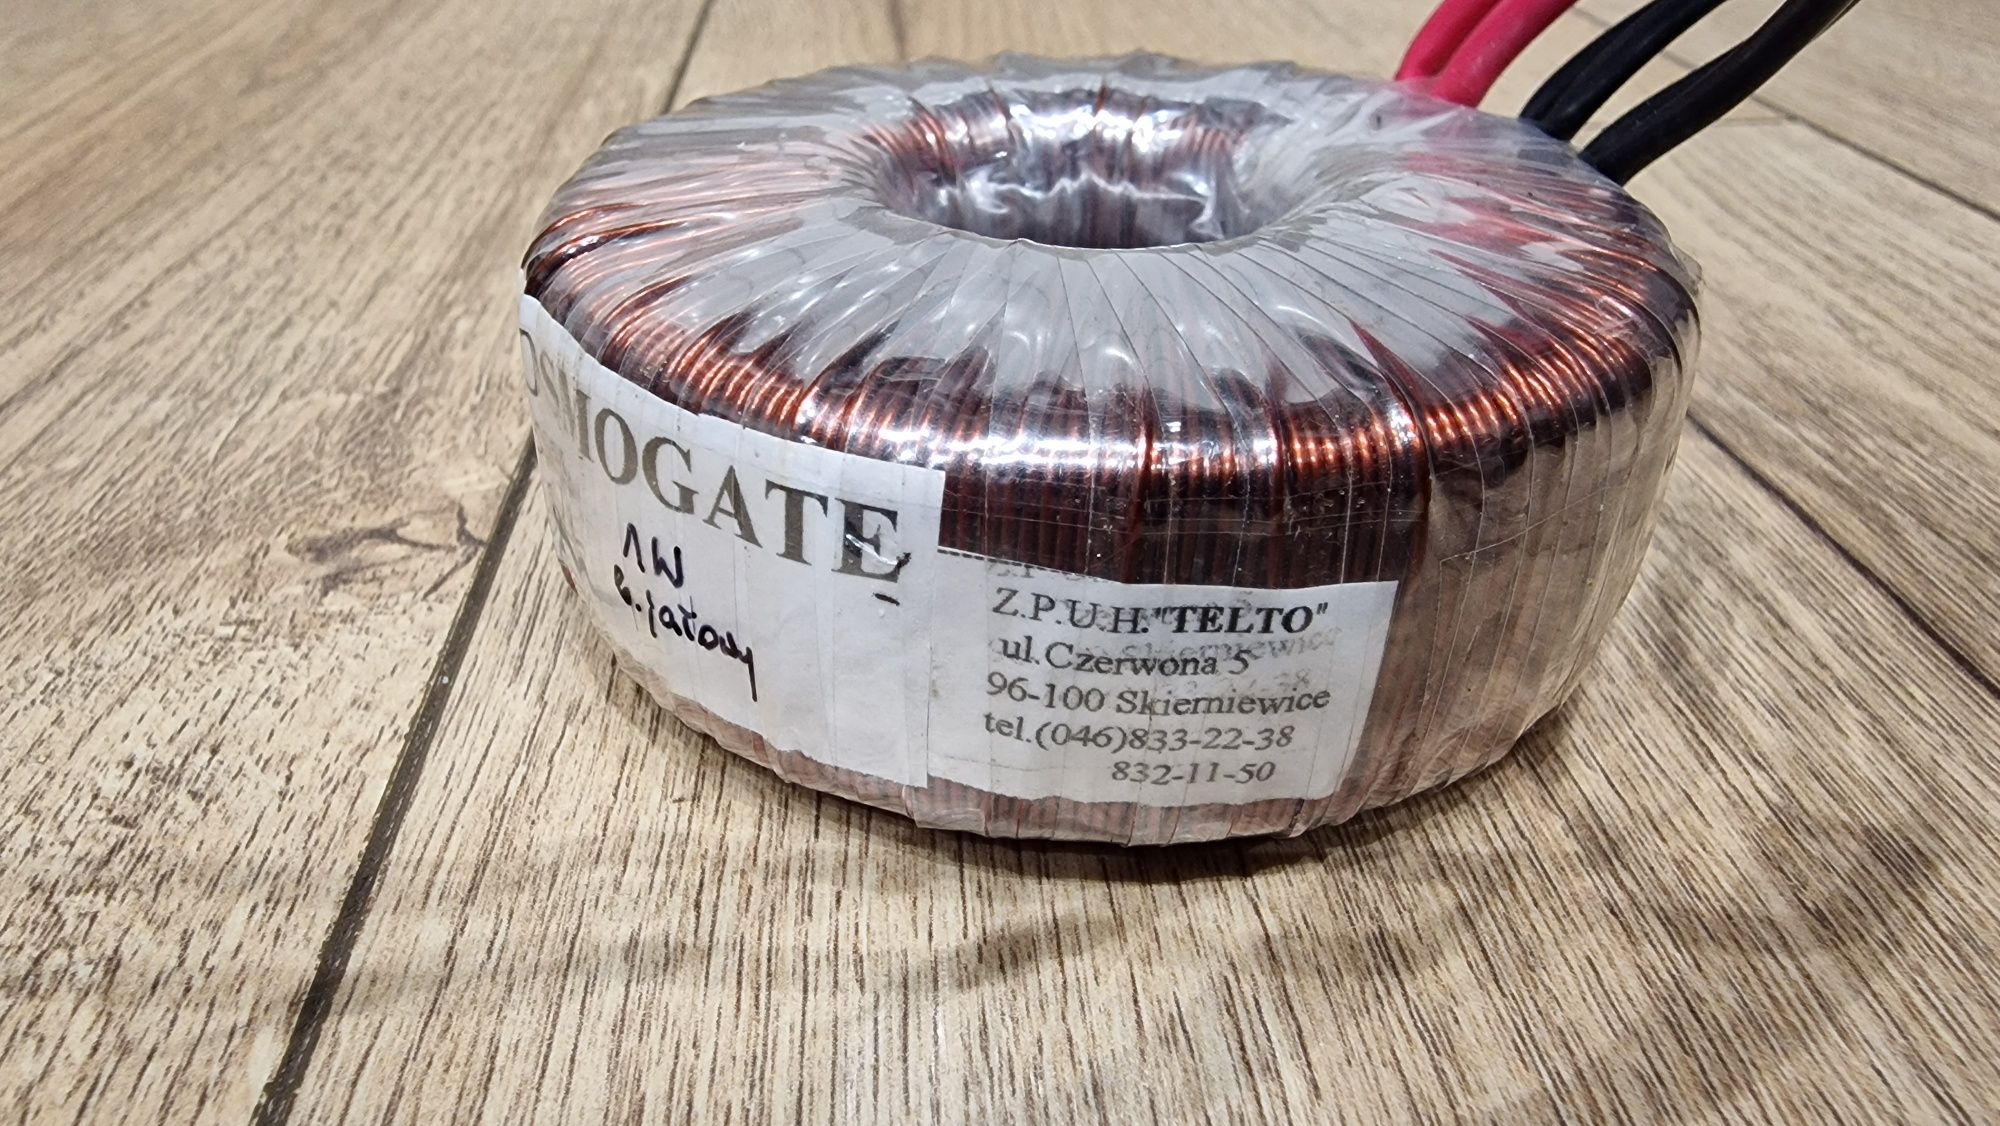 OSMOGATE
1W
Z.P.U.H."TELTO"
ul.Czerwona 5
96-100 Skierniewice
tel.(046)833-22-38
832-11-50